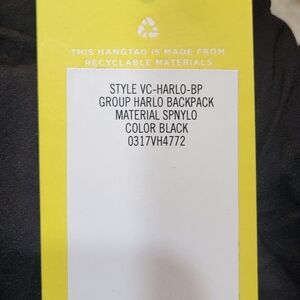 THIS HANGTAG IS MADE FROM
RECYCLABLE MATERIALS
STYLE VC-HARLO-BP
GROUP HARLO BACKPACK
MATERIAL SPNYLO
COLOR BLACK
0317VH4772